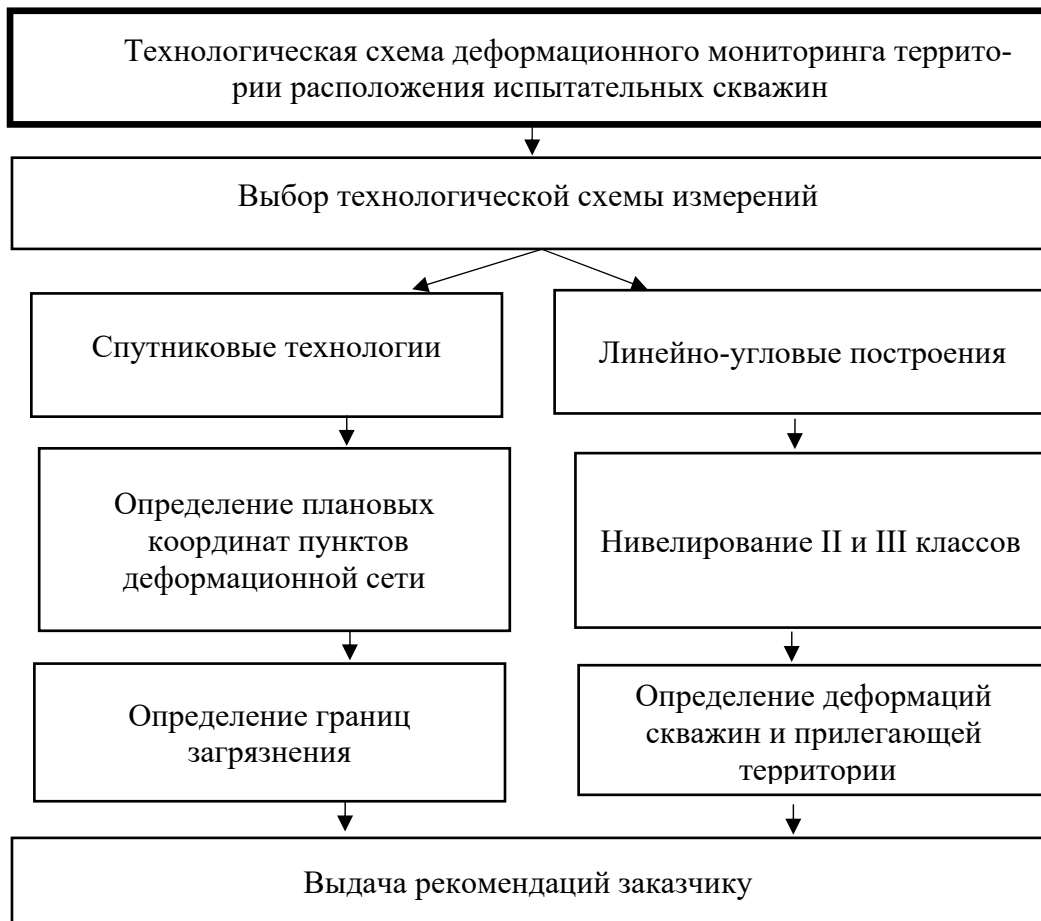 Технологическая схема деформационного мониторинга террито-
рии расположения испытательных скважин
Выбор технологической схемы измерений
Спутниковые технологии
Линейно-угловые построения
Определение плановых
координат пунктов
деформационной сети
Нивелирование II и III классов
Определение границ
загрязнения
Определение деформаций
скважин и прилегающей
территории
Выдача рекомендаций заказчику